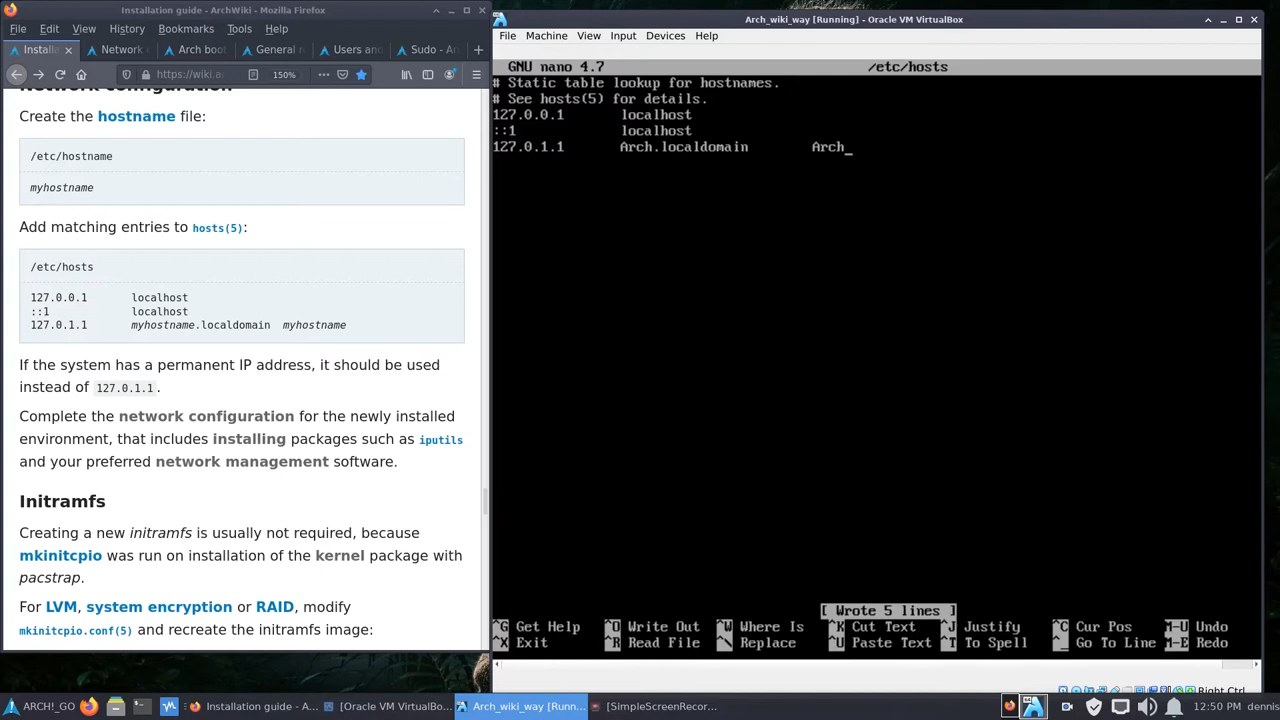 Installation guide - ArchWiki - Mozilla Firefox
File Edit View History Bookmarks Tools Help
Installa Network c Arch boot General re Users and Sudo - Arc
https://wiki.a 150%
Network configuration
Create the hostname file:
/etc/hostname
myhostname
Add matching entries to hosts(5):
/etc/hosts
127.0.0.1 localhost
::1 localhost
127.0.1.1 myhostname.localdomain myhostname
If the system has a permanent IP address, it should be used
instead of 127.0.1.1.
Complete the network configuration for the newly installed
environment, that includes installing packages such as iputils
and your preferred network management software.
Initramfs
Creating a new initramfs is usually not required, because
mkinitcpio was run on installation of the kernel package with
pacstrap.
For LVM, system encryption or RAID, modify
mkinitcpio.conf(5) and recreate the initramfs image:
Arch_wiki_way [Running] - Oracle VM VirtualBox
File Machine View Input Devices Help
GNU nano 4.7 /etc/hosts
# Static table lookup for hostnames.
# See hosts(5) for details.
127.0.0.1 localhost
::1 localhost
127.0.1.1 Arch.localdomain Arch_
[ Wrote 5 lines ]
^G Get Help ^O Write Out ^W Where Is ^K Cut Text ^J Justify ^C Cur Pos M-U Undo
^X Exit ^R Read File ^\ Replace ^U Paste Text ^T To Spell ^_ Go To Line M-E Redo
Right Ctrl
ARCH!_GO Installation guide - A... [Oracle VM VirtualB... Arch_wiki_way [Runn... [SimpleScreenRecor... 12:50 PM dennis